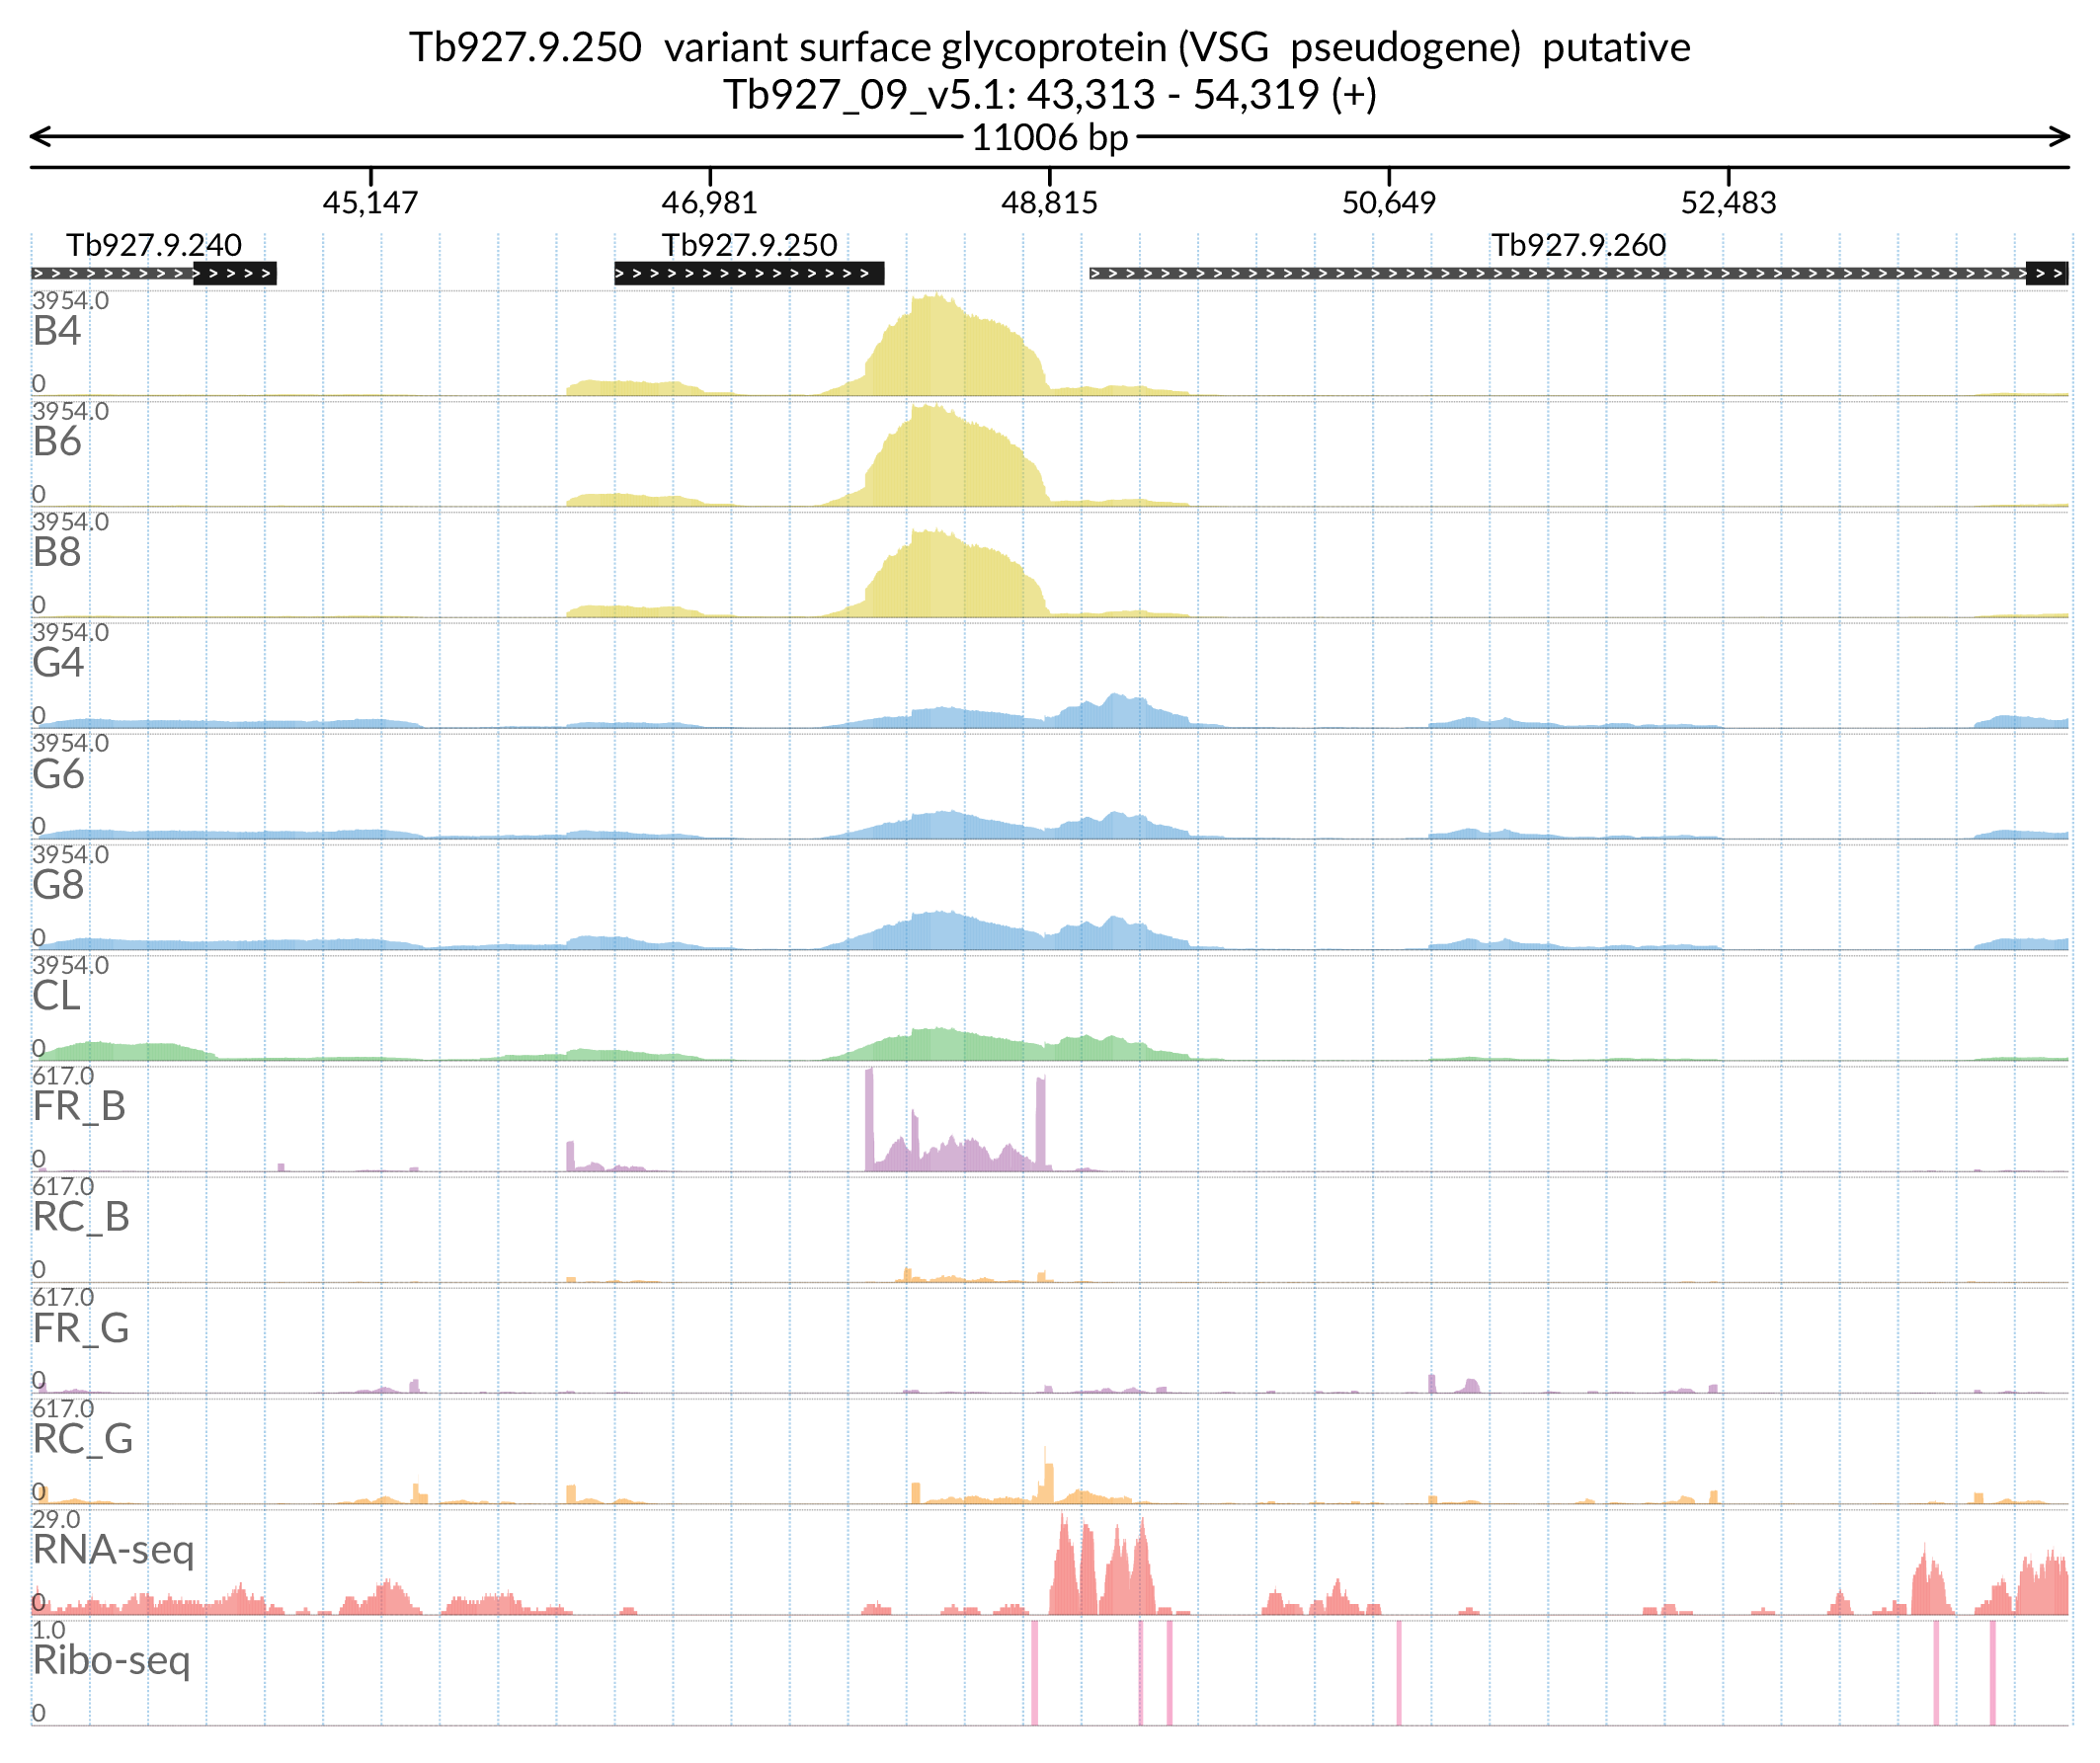 Tb927.9.250 variant surface glycoprotein (VSG pseudogene) putative
Tb927_09_v5.1: 43,313 - 54,319 (+)
11006 bp
45,147 46,981 48,815 50,649 52,483
Tb927.9.240 Tb927.9.250 Tb927.9.260
3954.0
B4
0
3954.0
B6
0
3954.0
B8
0
3954.0
G4
0
3954.0
G6
0
3954.0
G8
0
3954.0
CL
0
617.0
FR_B
0
617.0
RC_B
0
617.0
FR_G
0
617.0
RC_G
0
29.0
RNA-seq
0
1.0
Ribo-seq
0